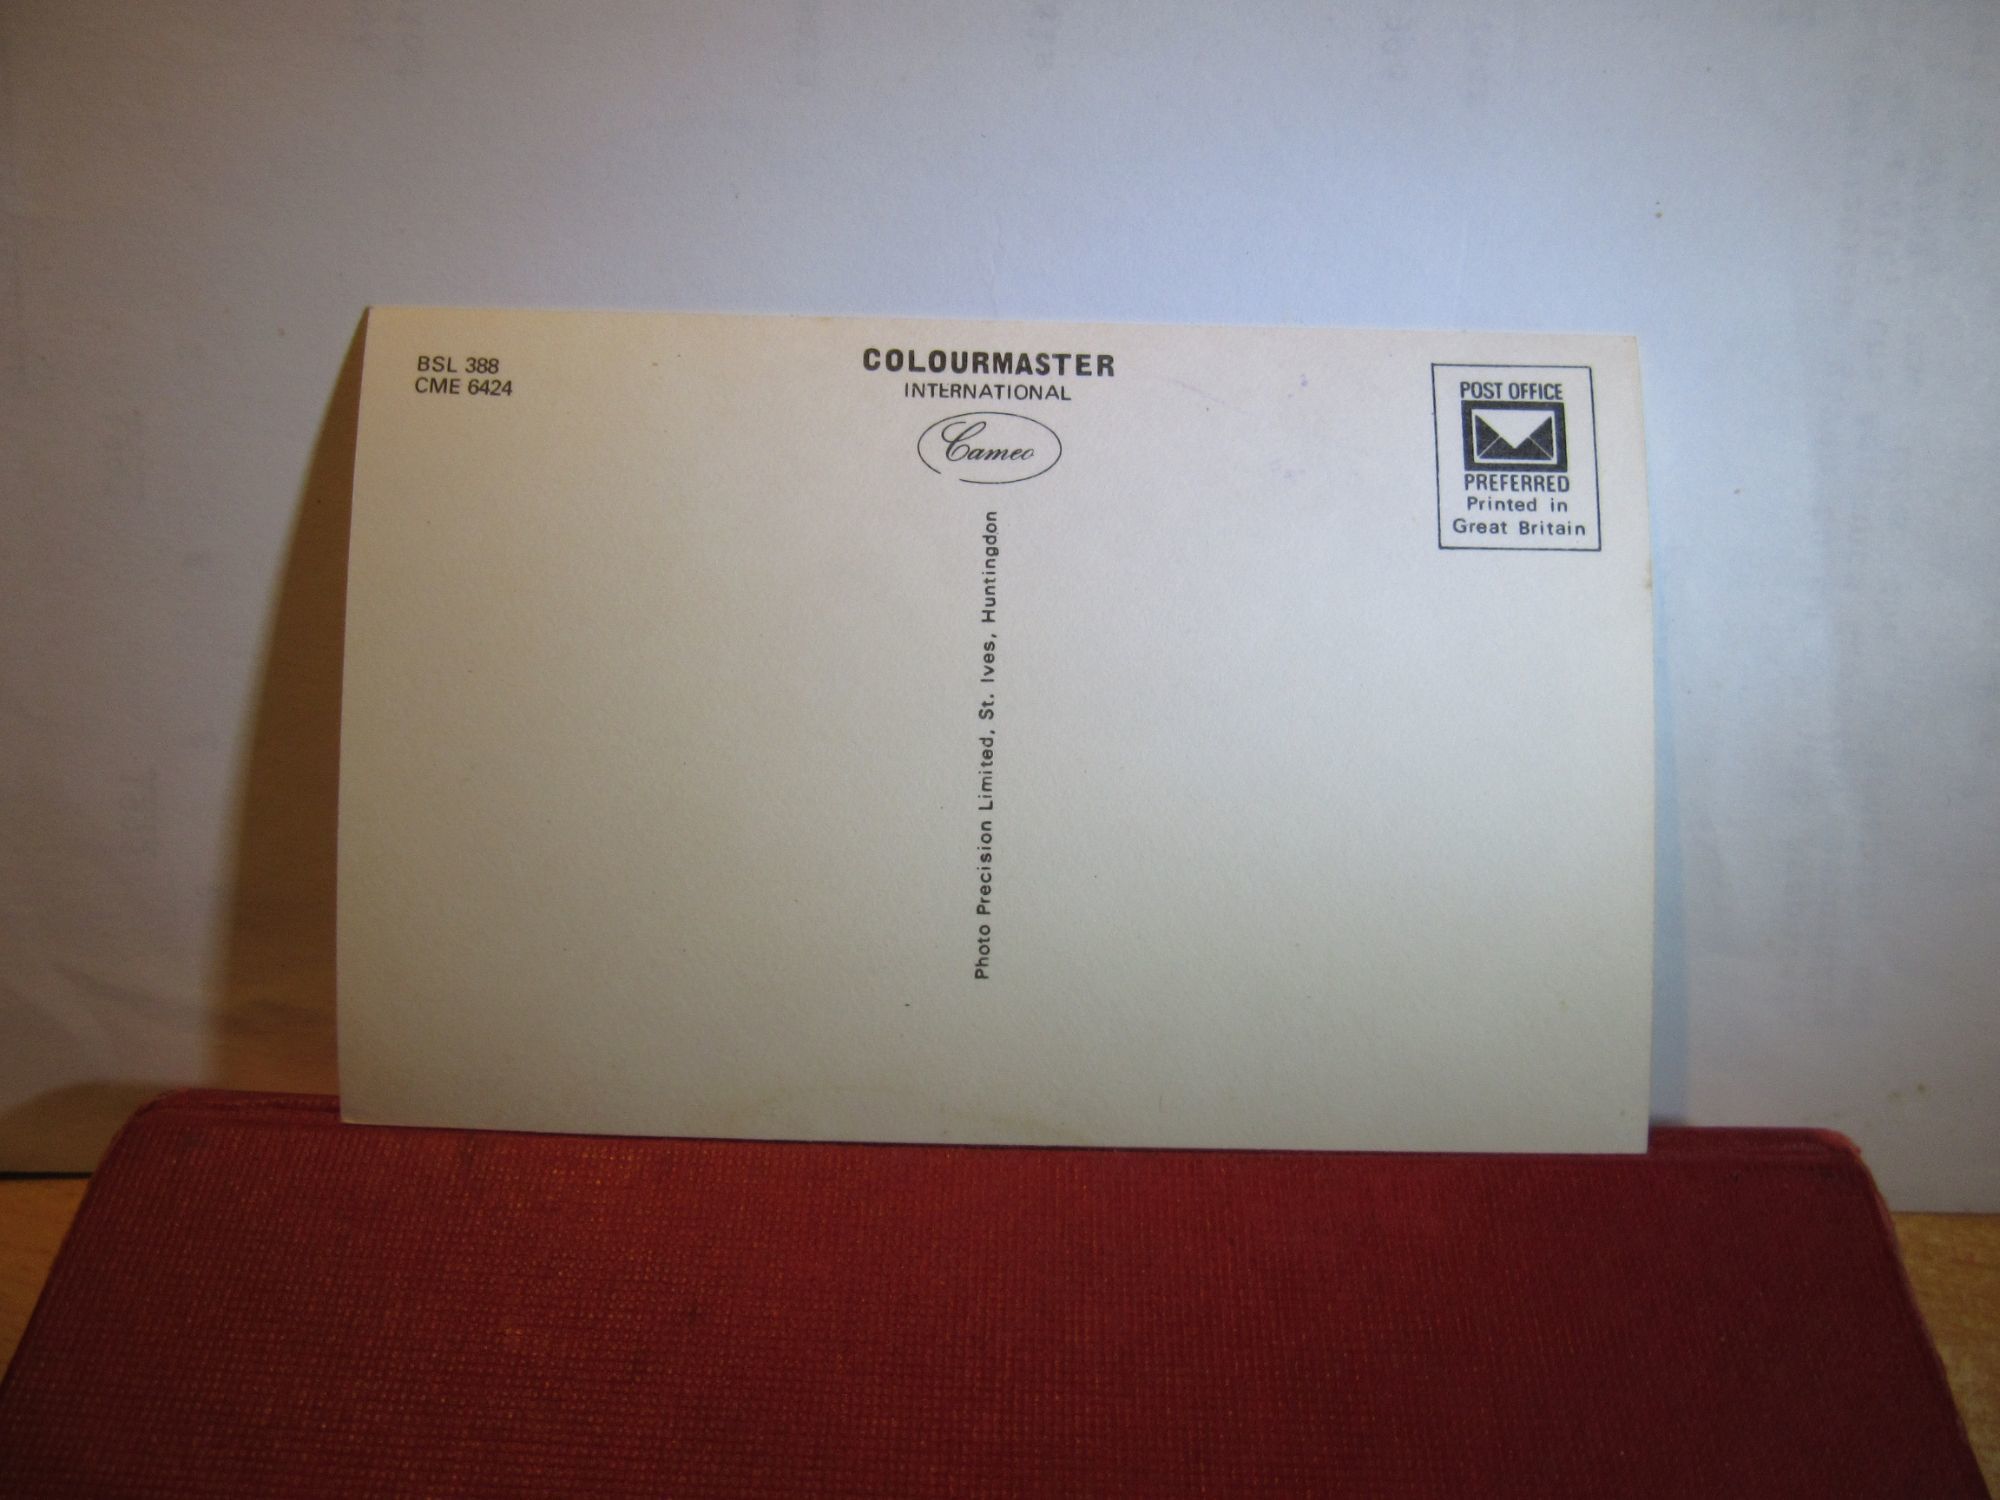 BSL 388
CME 6424
COLOURMASTER
INTERNATIONAL
Cameo
Photo Precision Limited, St. Ives, Huntingdon
POST OFFICE
PREFERRED
Printed in
Great Britain